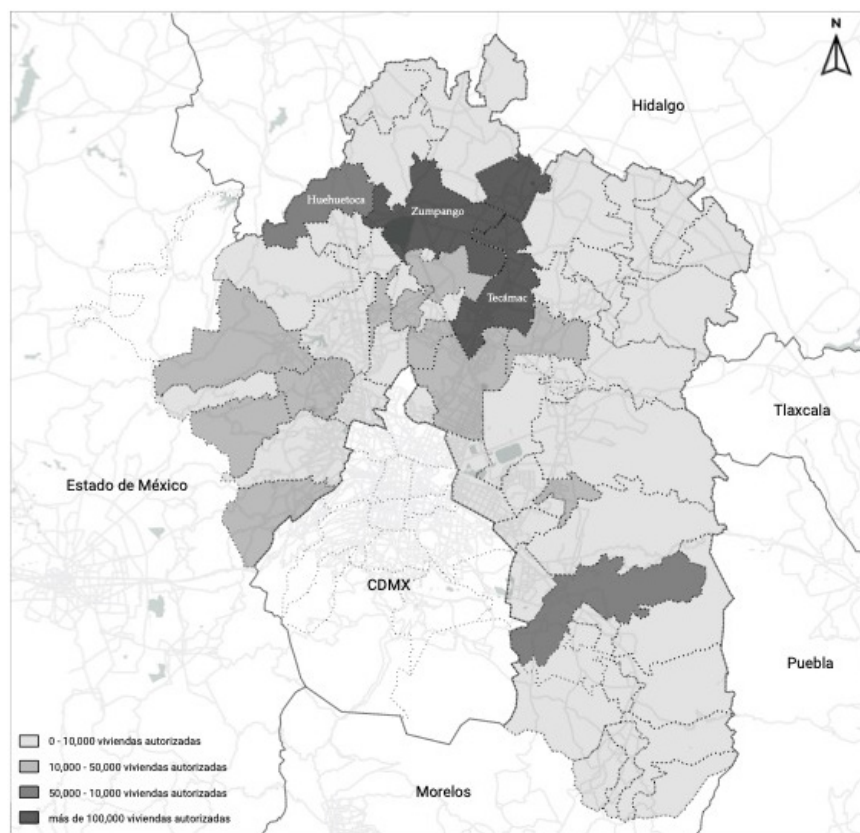 N
Hidalgo
Huehuetoca
Zumpango
Tecámac
Tlaxcala
Estado de México
CDMX
Puebla
Morelos
0 - 10,000 viviendas autorizadas
10,000 - 50,000 viviendas autorizadas
50,000 - 10,000 viviendas autorizadas
más de 100,000 viviendas autorizadas